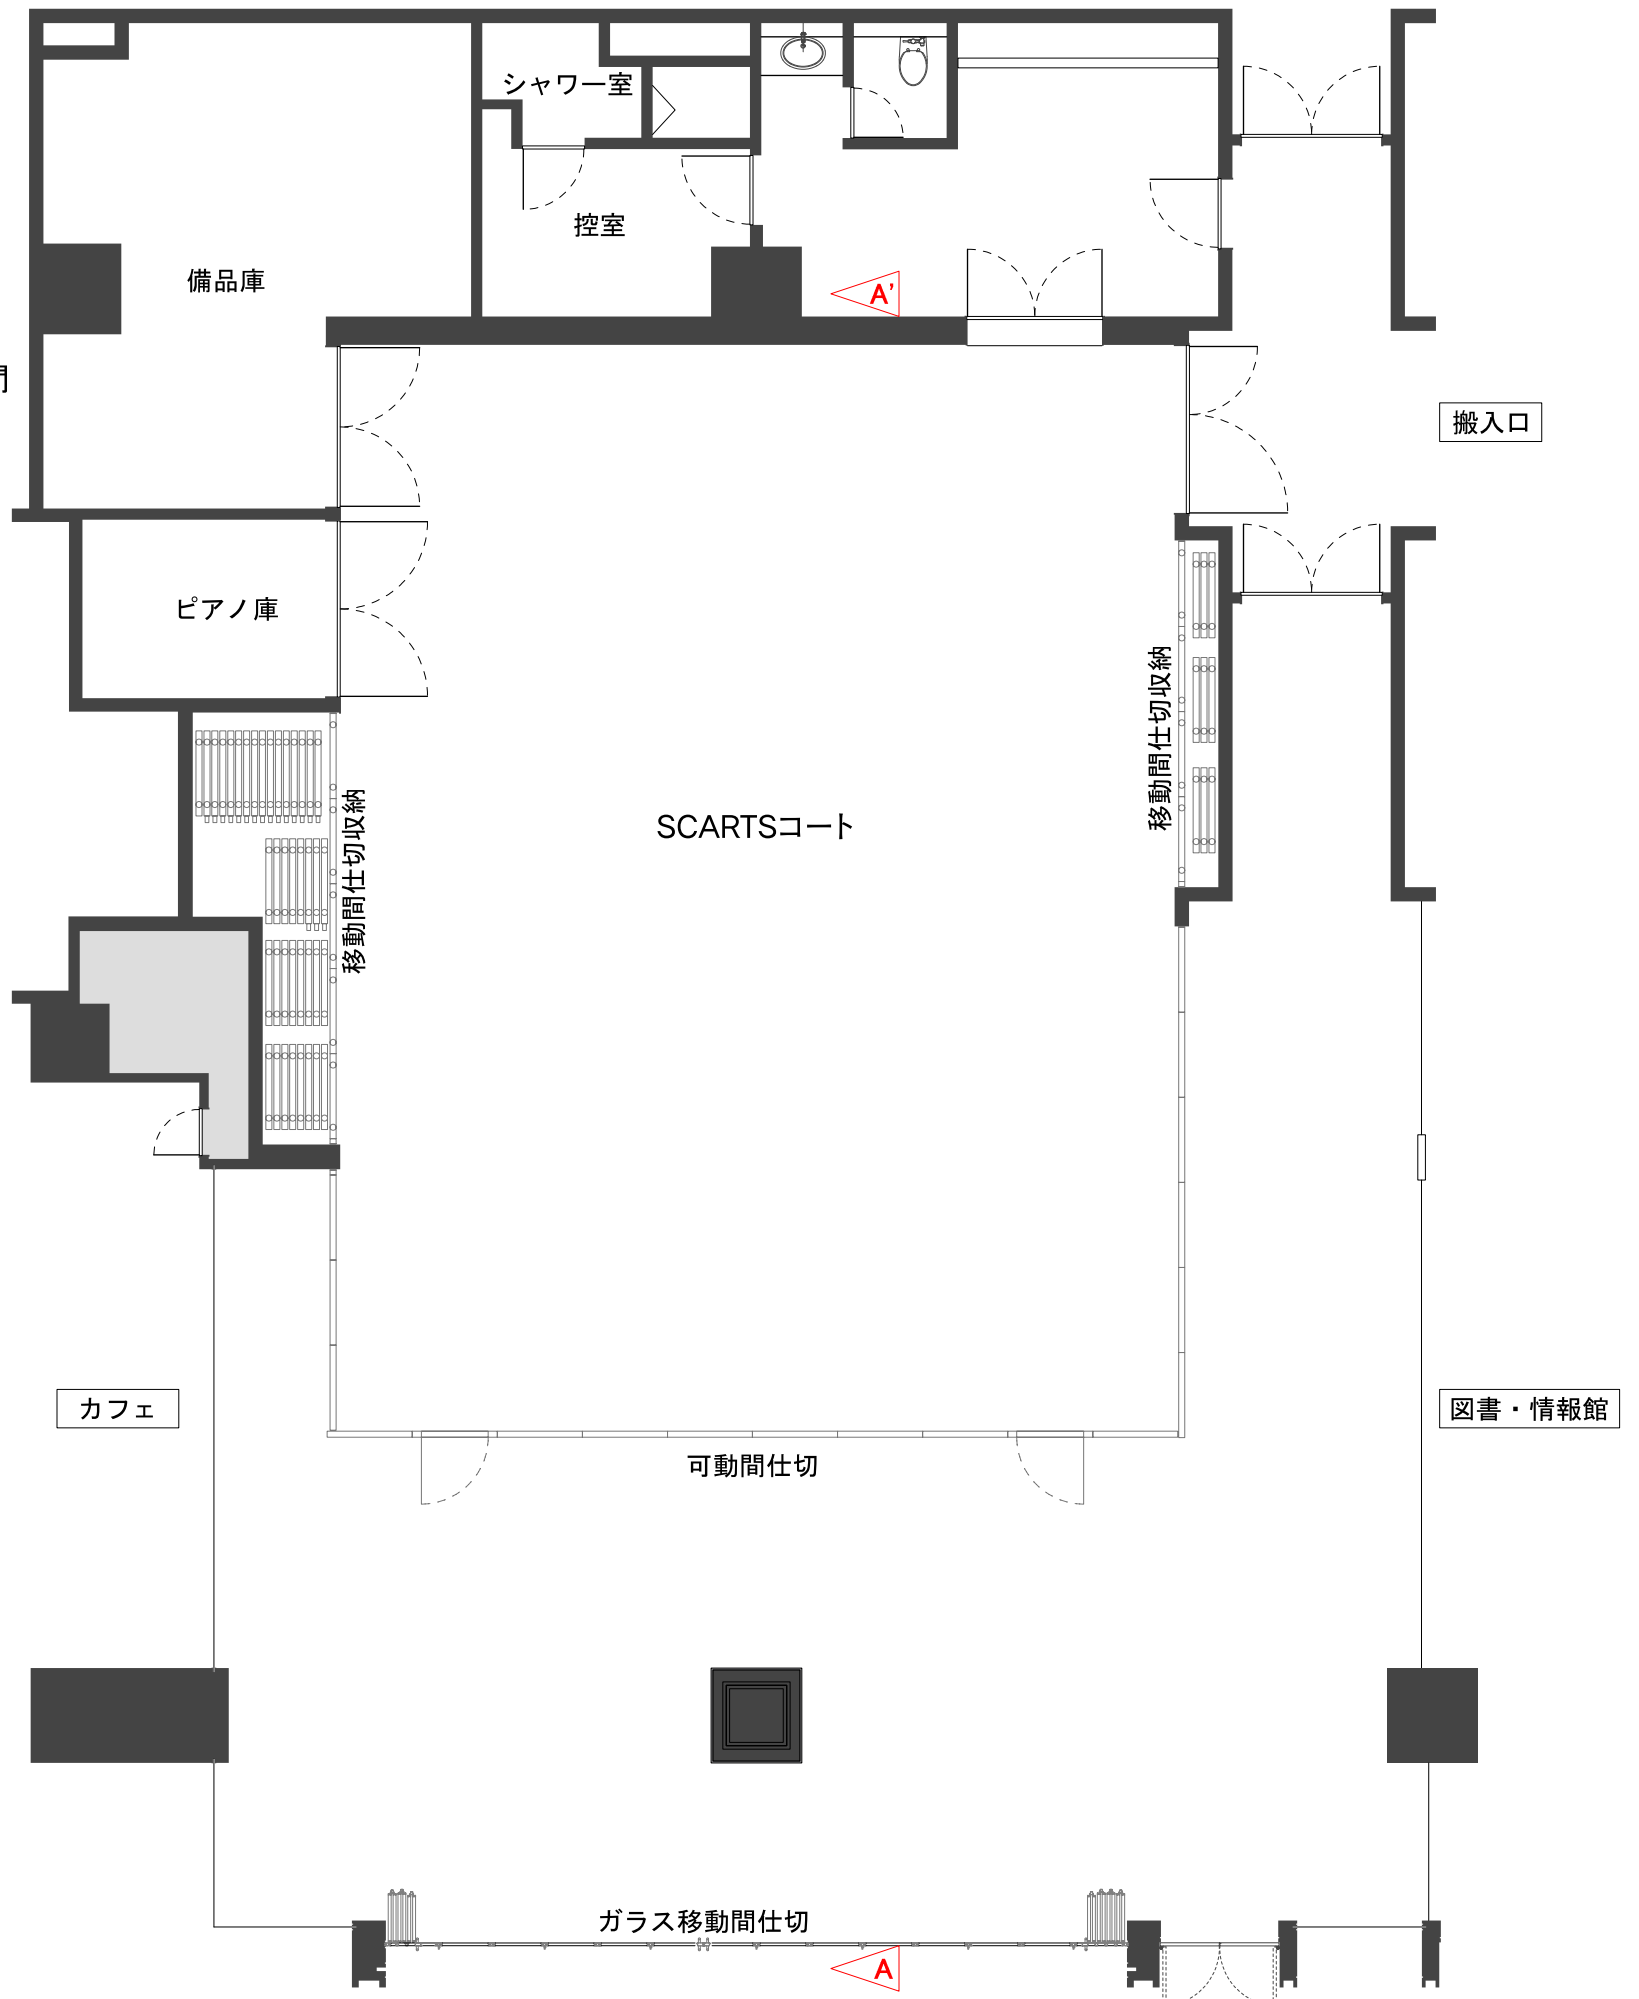 シャワー室
控室
備品庫
A’
間
搬入口
ピアノ庫
移動間仕切収納
移動間仕切収納
SCARTSコート
カフェ
図書・情報館
可動間仕切
ガラス移動間仕切
A